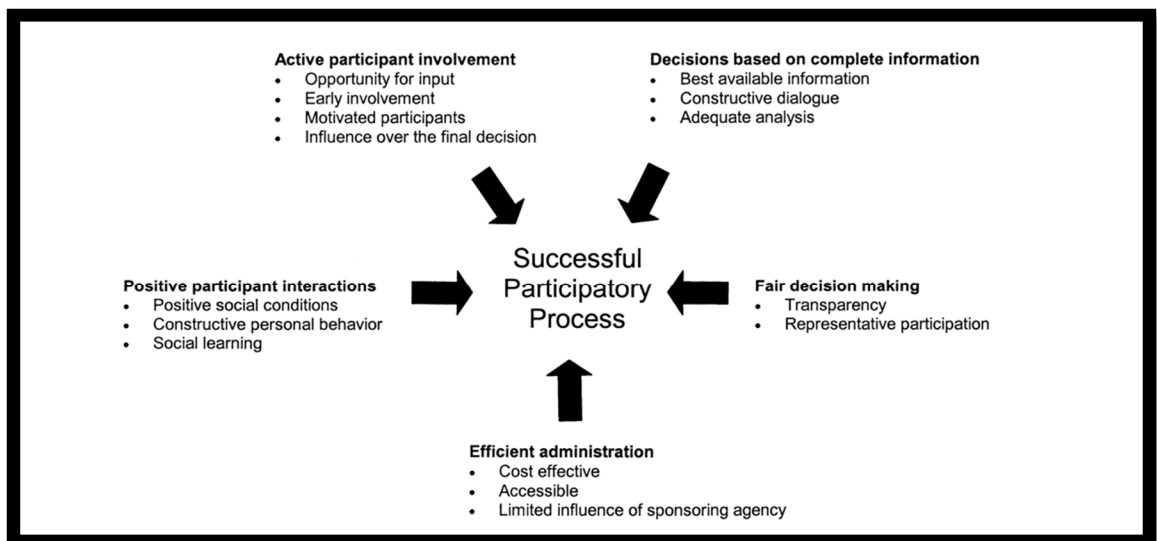 Active participant involvement
• Opportunity for input
• Early involvement
• Motivated participants
• Influence over the final decision
Decisions based on complete information
• Best available information
• Constructive dialogue
• Adequate analysis
Successful
Participatory
Process
Positive participant interactions
• Positive social conditions
• Constructive personal behavior
• Social learning
Fair decision making
• Transparency
• Representative participation
Efficient administration
• Cost effective
• Accessible
• Limited influence of sponsoring agency